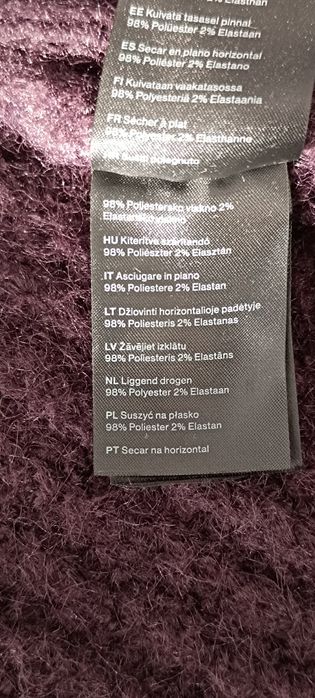 2% Elasthan
EE Kuivata tasasel pinnal
98% Polüester 2% Elastaan
ES Secar en plano horizontal
98% Poliéster 2% Elastano
FI Kuivataan vaakatasossa
98% Polyesteriä 2% Elastaania
FR Sécher à plat
98% Polyester 2% Elasthanne
98% Poliestersko vlakno 2%
HU Kiterítve szárítandó
98% Poliészter 2% Elasztán
IT Asciugare in piano
98% Poliestere 2% Elastan
LT Džiovinti horizontalioje padėtyje
98% Poliesteris 2% Elastanas
LV Žāvējiet izklātu
98% Poliesteris 2% Elastāns
NL Liggend drogen
98% Polyester 2% Elastaan
PL Suszyć na płasko
98% Poliester 2% Elastan
PT Secar na horizontal